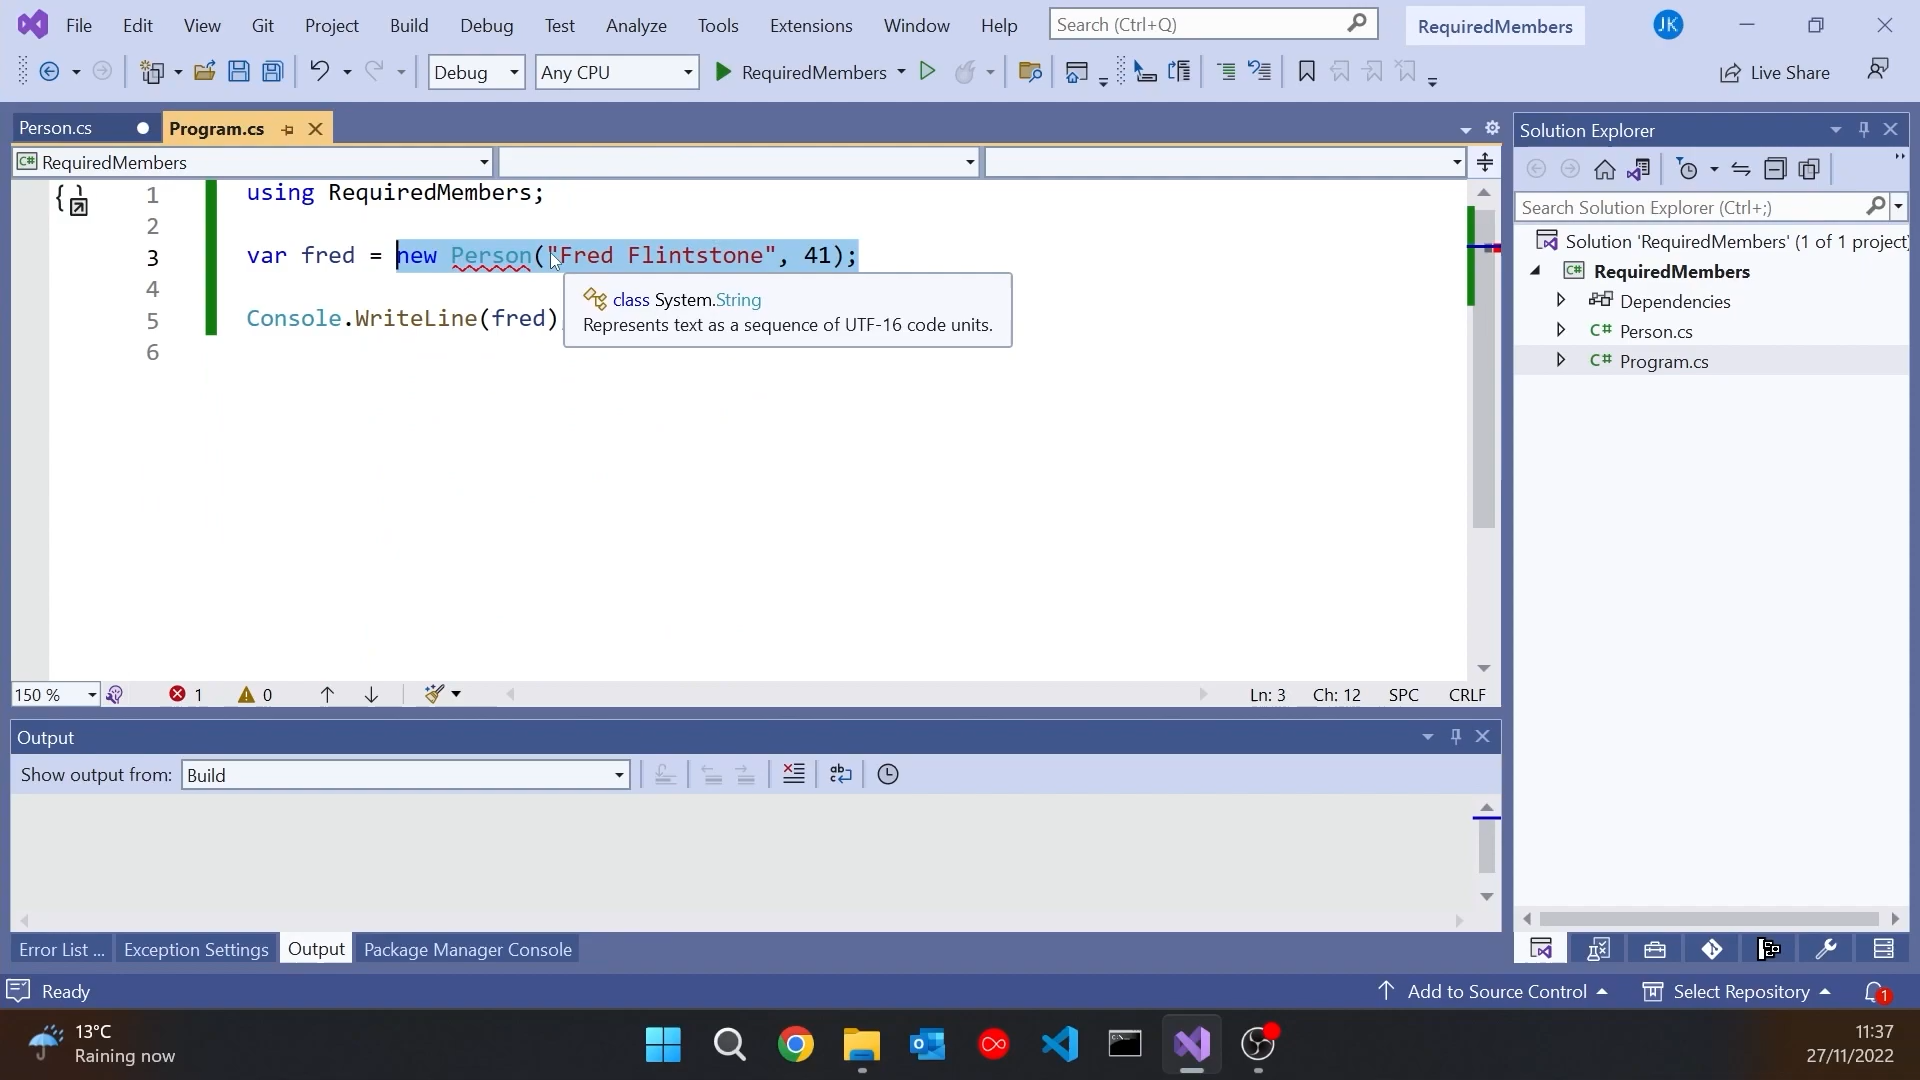 File Edit View Git Project Build Debug Test Analyze Tools Extensions Window Help Search (Ctrl+Q) RequiredMembers JK
Debug Any CPU RequiredMembers Live Share
Person.cs Program.cs
RequiredMembers
1 using RequiredMembers;
2
3 var fred = new Person("Fred Flintstone", 41);
4
class System.String
5 Console.WriteLine(fred)
Represents text as a sequence of UTF-16 code units.
6
150 % 1 0 Ln: 3 Ch: 12 SPC CRLF
Output
Show output from: Build
Error List ... Exception Settings Output Package Manager Console
Solution Explorer
Search Solution Explorer (Ctrl+;)
Solution 'RequiredMembers' (1 of 1 project)
C# RequiredMembers
Dependencies
C# Person.cs
C# Program.cs
Ready Add to Source Control Select Repository 1
13°C
Raining now
11:37
27/11/2022